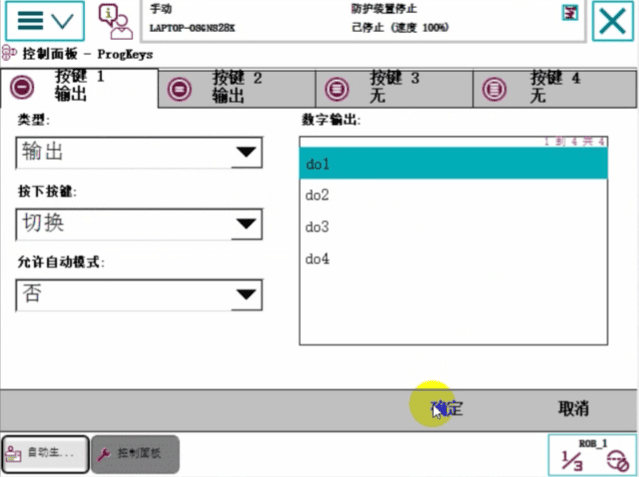 手动
LAPTOP-OSGNS28K
防护装置停止
己停止 (速度 100%)
控制面板 - ProgKeys
按键 1
输出
按键 2
输出
按键 3
无
按键 4
无
类型:
输出
按下按键:
切换
允许自动模式:
否
数字输出:
1 到 4 共 4
do1
do2
do3
do4
确定
取消
自动生...
控制面板
ROB_1
1/3